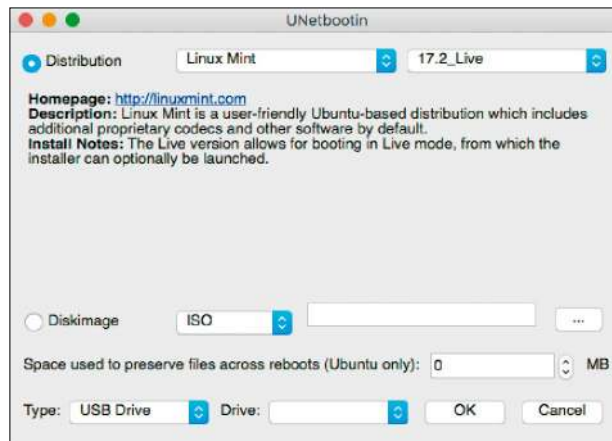 UNetbootin
Distribution Linux Mint 17.2_Live
Homepage: http://linuxmint.com
Description: Linux Mint is a user-friendly Ubuntu-based distribution which includes
additional proprietary codecs and other software by default.
Install Notes: The Live version allows for booting in Live mode, from which the
installer can optionally be launched.
Diskimage ISO ...
Space used to preserve files across reboots (Ubuntu only): 0 MB
Type: USB Drive Drive: OK Cancel